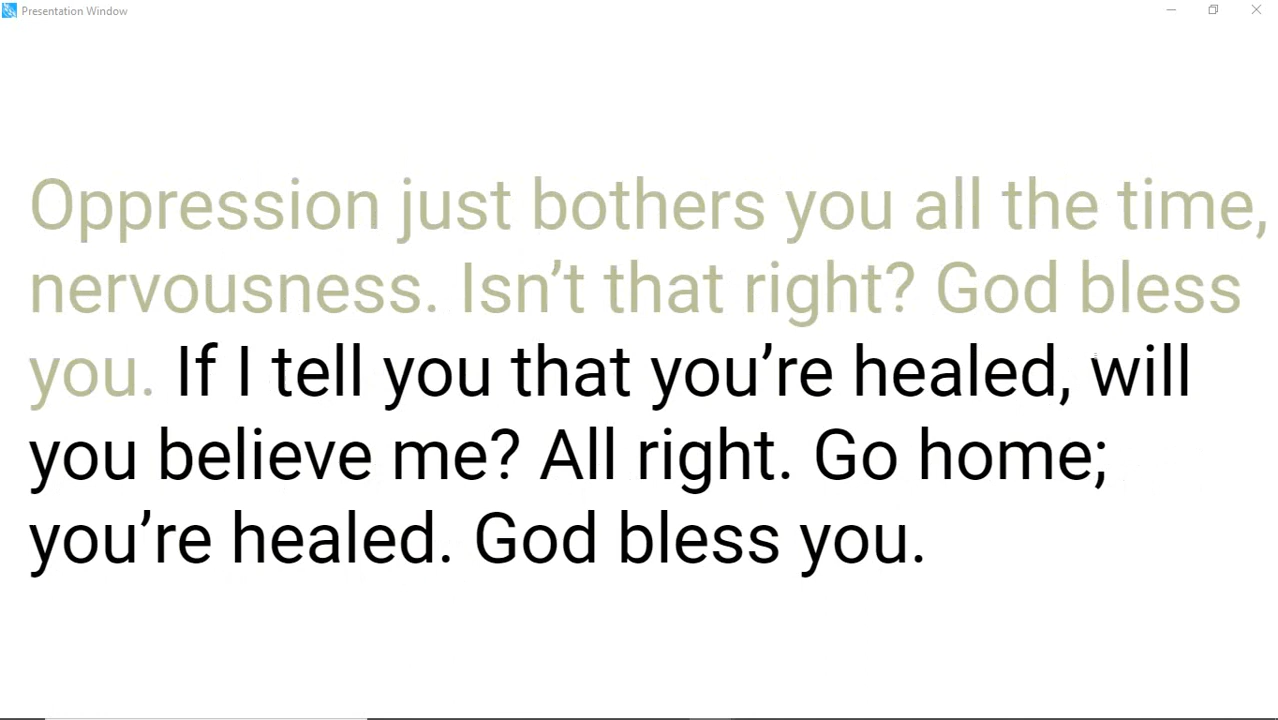 Presentation Window
Oppression just bothers you all the time,
nervousness. Isn’t that right? God bless
you. If I tell you that you’re healed, will
you believe me? All right. Go home;
you’re healed. God bless you.